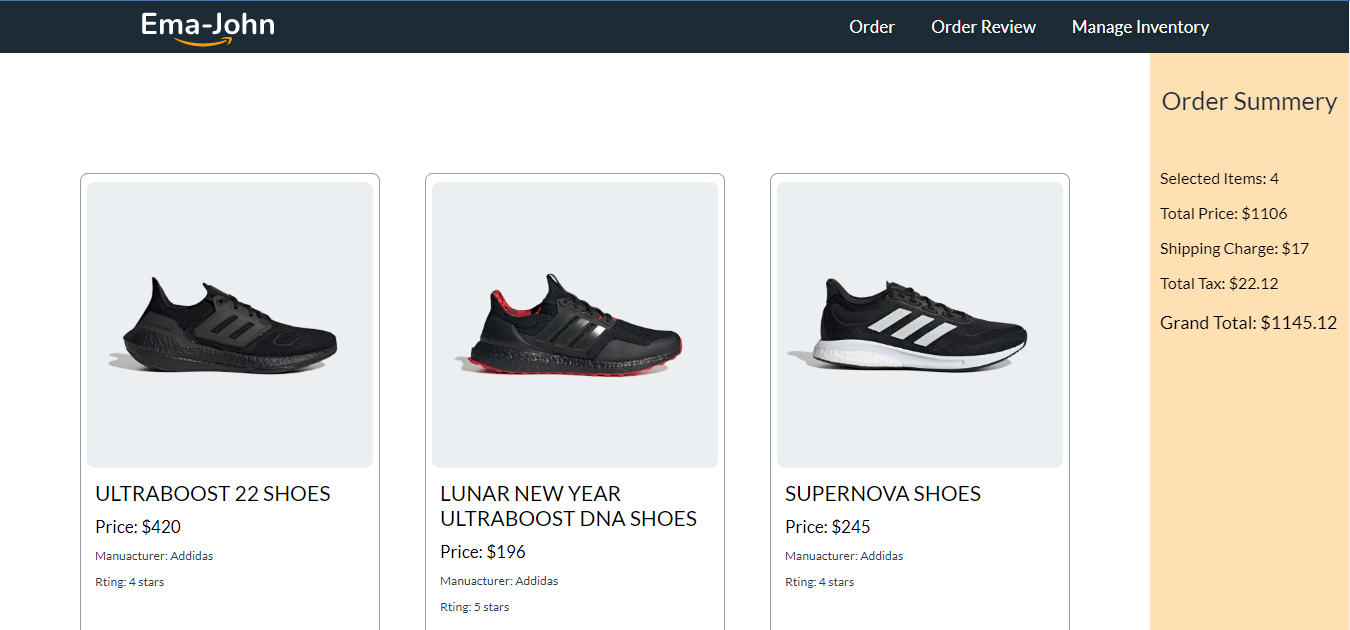 Ema-John
Order
Order Review
Manage Inventory
Order Summery
Selected Items: 4
Total Price: $1106
Shipping Charge: $17
Total Tax: $22.12
Grand Total: $1145.12
ULTRABOOST 22 SHOES
Price: $420
Manuacturer: Addidas
Rting: 4 stars
LUNAR NEW YEAR
ULTRABOOST DNA SHOES
Price: $196
Manuacturer: Addidas
Rting: 5 stars
SUPERNOVA SHOES
Price: $245
Manuacturer: Addidas
Rting: 4 stars